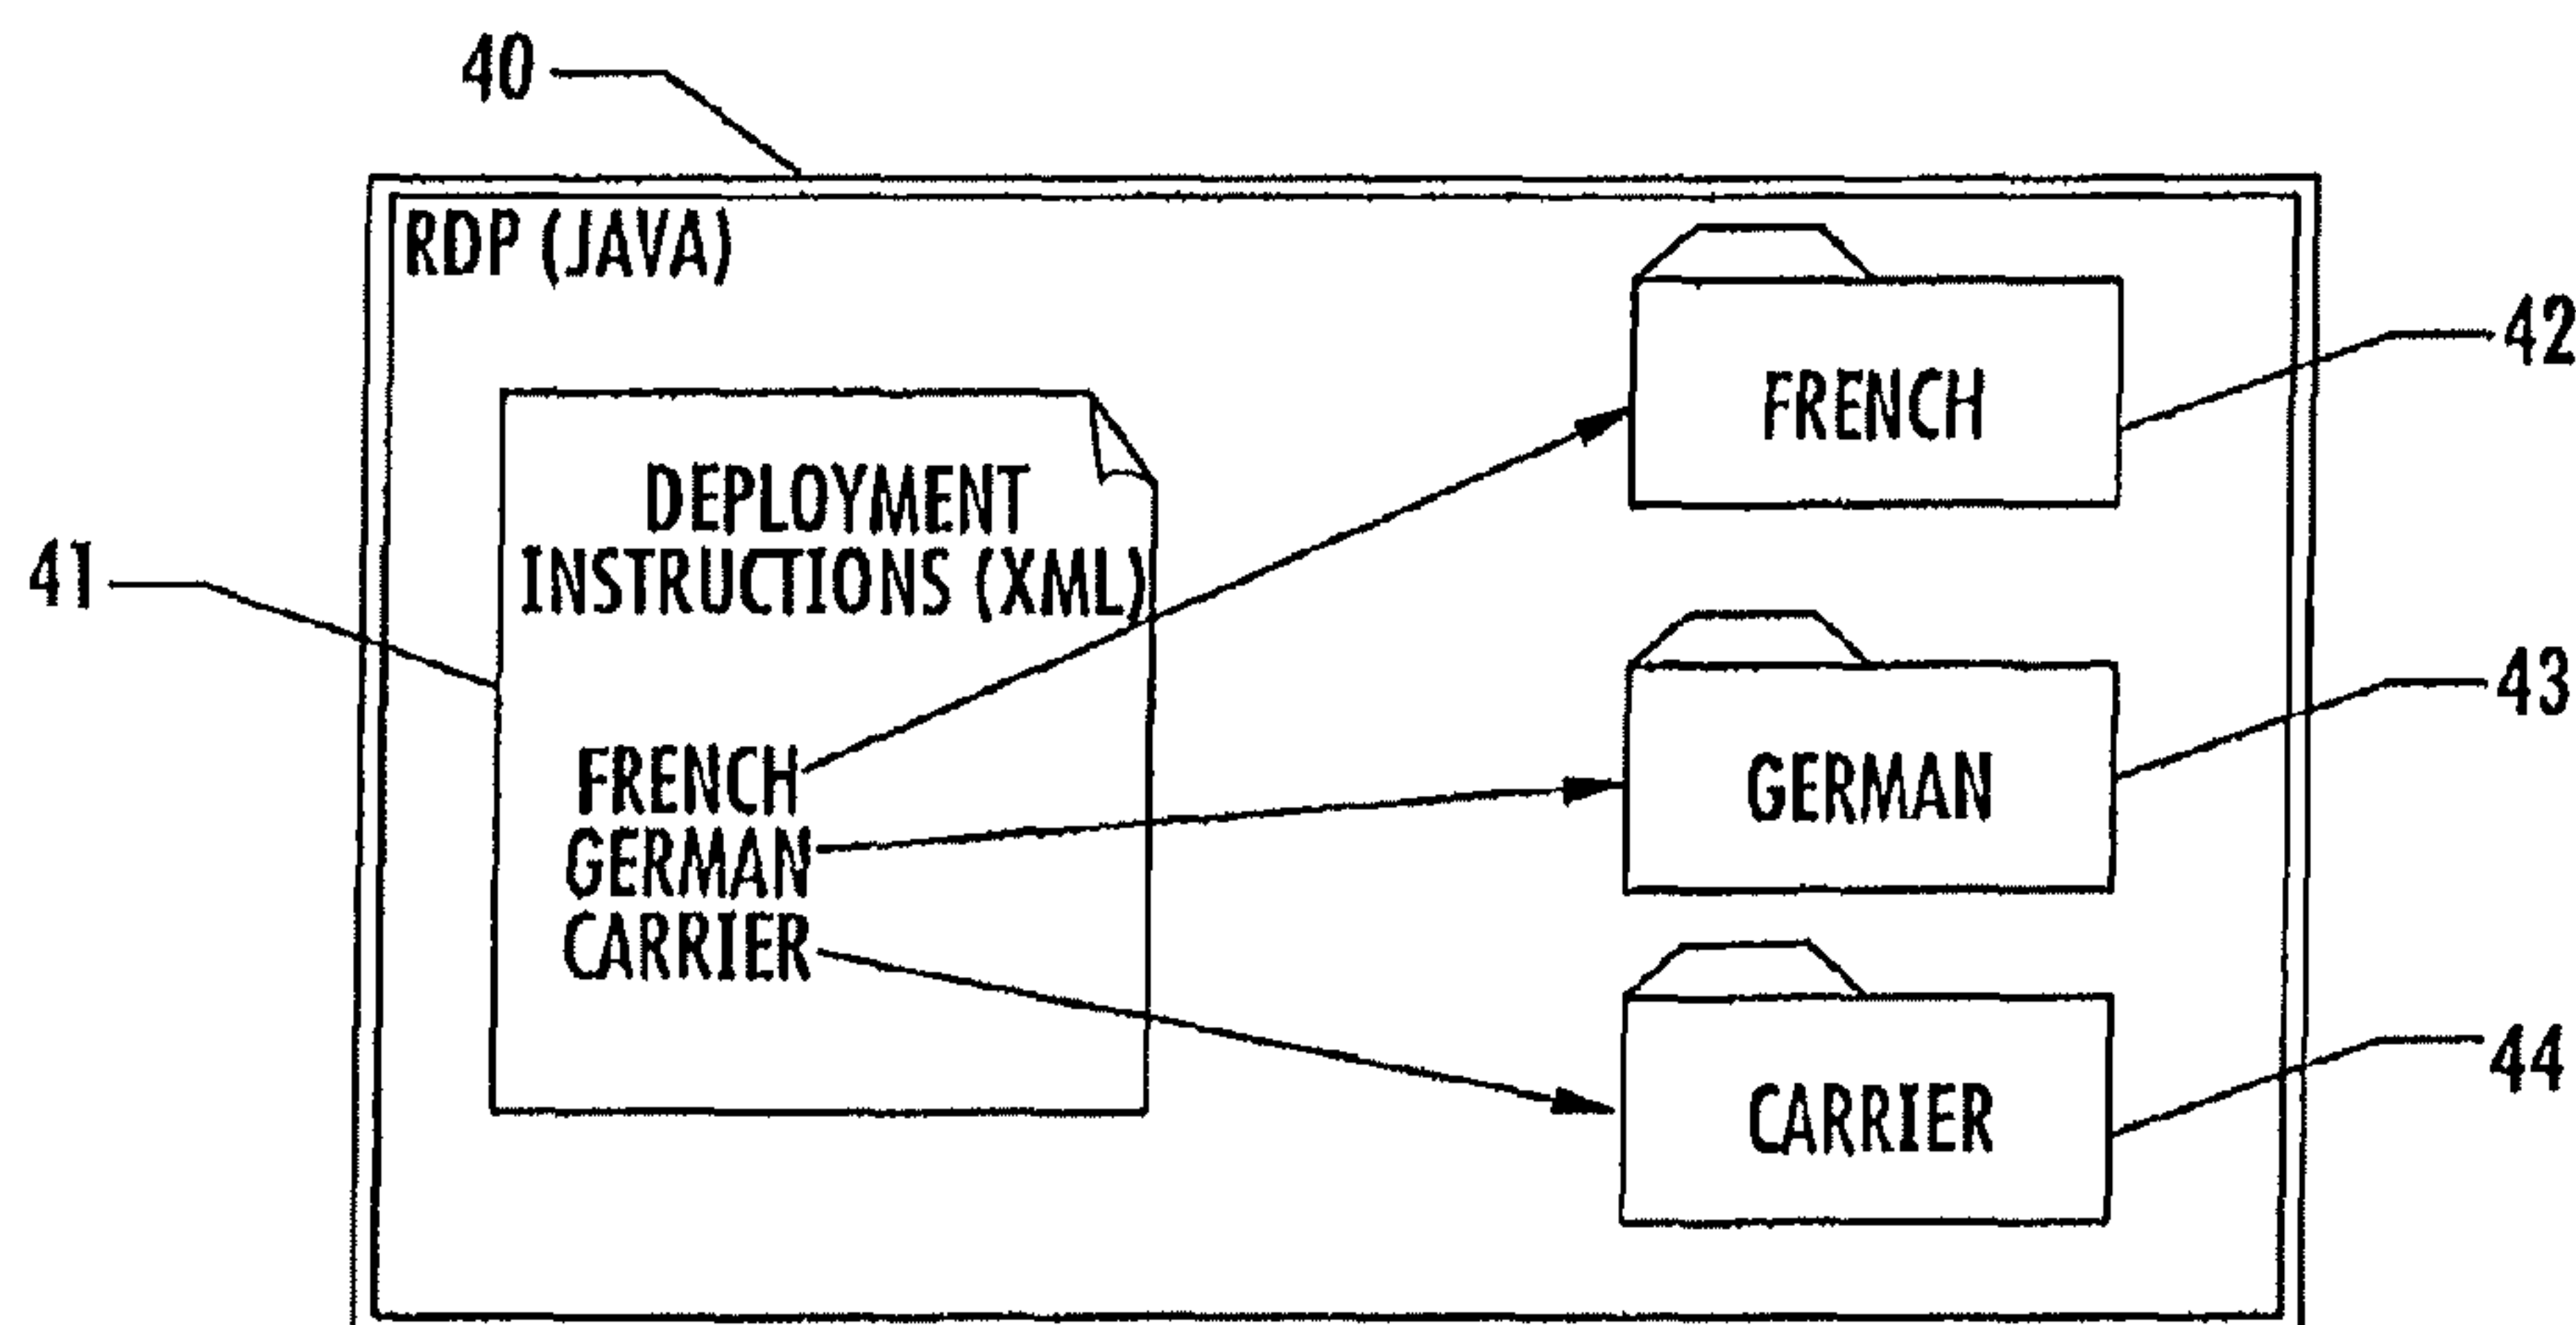 40
RDP (JAVA)
41
DEPLOYMENT
INSTRUCTIONS (XML)
FRENCH
GERMAN
CARRIER
FRENCH
42
GERMAN
43
CARRIER
44